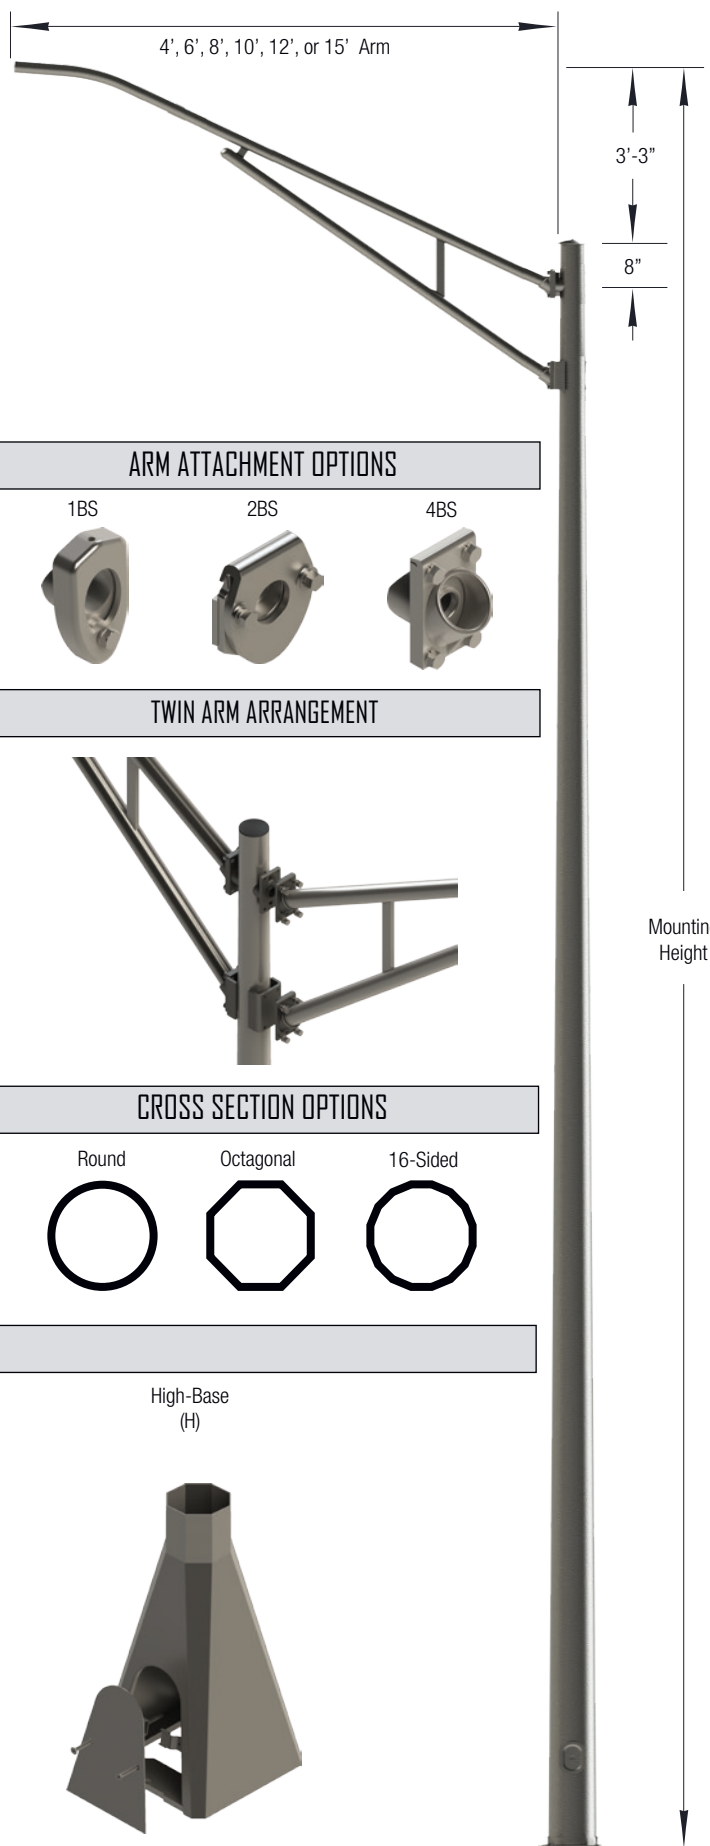 4’, 6’, 8’, 10’, 12’, or 15’ Arm
3’-3”
8”
ARM ATTACHMENT OPTIONS
1BS
2BS
4BS
TWIN ARM ARRANGEMENT
Mountin
Height
CROSS SECTION OPTIONS
Round
Octagonal
16-Sided
High-Base
(H)